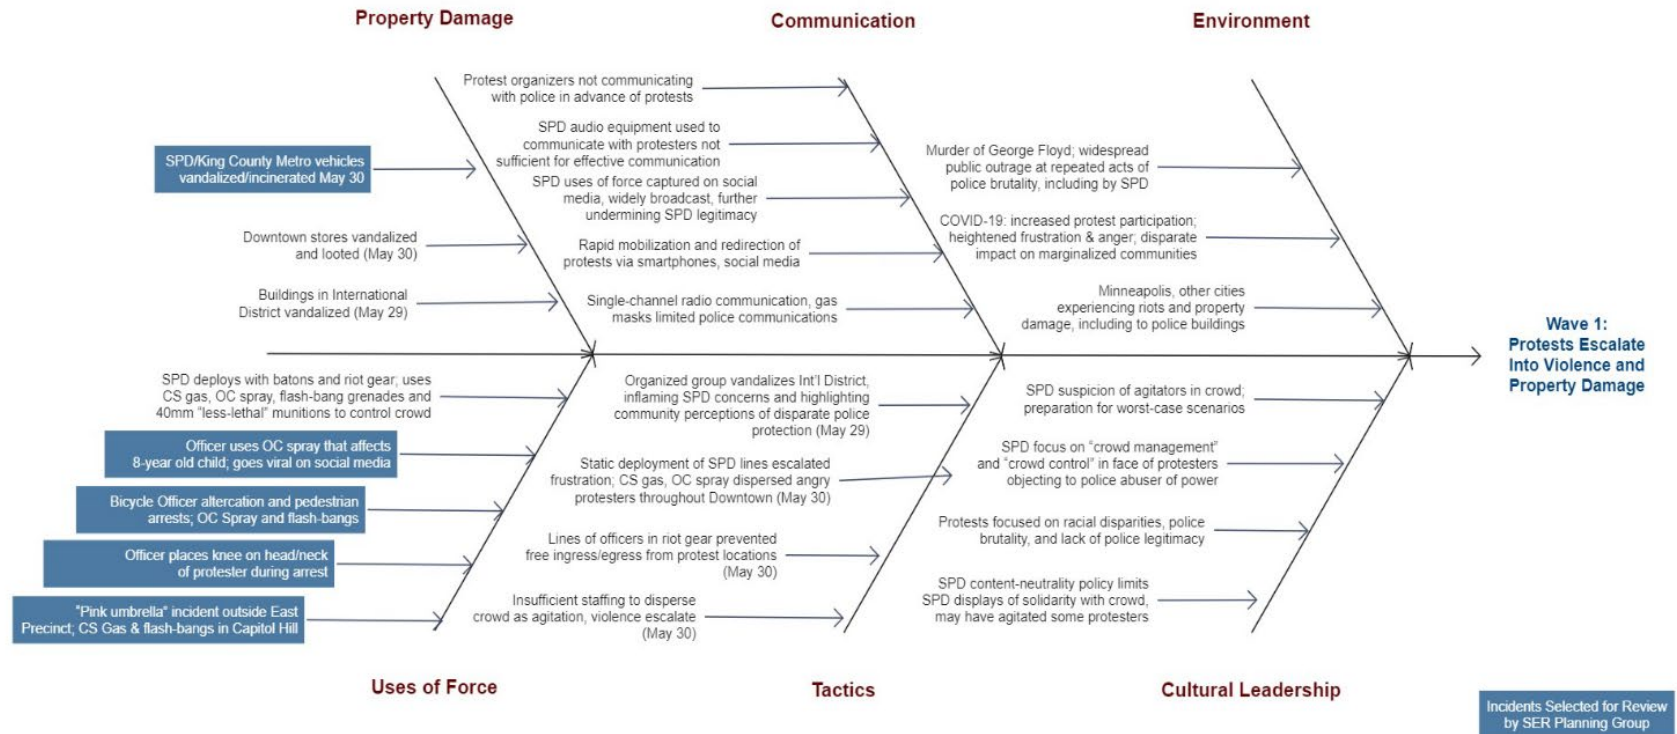 Property Damage
Communication
Environment
Protest organizers not communicating
with police in advance of protests
SPD audio equipment used to
communicate with protesters not
sufficient for effective communication
SPD/King County Metro vehicles
vandalized/incinerated May 30
Murder of George Floyd; widespread
public outrage at repeated acts of
police brutality, including by SPD
SPD uses of force captured on social
media, widely broadcast, further
undermining SPD legitimacy
COVID-19: increased protest participation;
heightened frustration & anger; disparate
impact on marginalized communities
Downtown stores vandalized
and looted (May 30)
Rapid mobilization and redirection of
protests via smartphones, social media
Buildings in International
District vandalized (May 29)
Single-channel radio communication, gas
masks limited police communications
Minneapolis, other cities
experiencing riots and property
damage, including to police buildings
Wave 1:
Protests Escalate
Into Violence and
Property Damage
SPD deploys with batons and riot gear; uses
CS gas, OC spray, flash-bang grenades and
40mm "less-lethal" munitions to control crowd
Organized group vandalizes Int'l District,
inflaming SPD concerns and highlighting
community perceptions of disparate police
protection (May 29)
SPD suspicion of agitators in crowd;
preparation for worst-case scenarios
Officer uses OC spray that affects
8-year old child; goes viral on social media
Static deployment of SPD lines escalated
frustration; CS gas, OC spray dispersed angry
protesters throughout Downtown (May 30)
SPD focus on "crowd management"
and "crowd control" in face of protesters
objecting to police abuser of power
Bicycle Officer altercation and pedestrian
arrests; OC Spray and flash-bangs
Lines of officers in riot gear prevented
free ingress/egress from protest locations
(May 30)
Protests focused on racial disparities, police
brutality, and lack of police legitimacy
Officer places knee on head/neck
of protester during arrest
"Pink umbrella" incident outside East
Precinct; CS Gas & flash-bangs in Capitol Hill
Insufficient staffing to disperse
crowd as agitation, violence escalate
(May 30)
SPD content-neutrality policy limits
SPD displays of solidarity with crowd,
may have agitated some protesters
Uses of Force
Tactics
Cultural Leadership
Incidents Selected for Review
by SER Planning Group